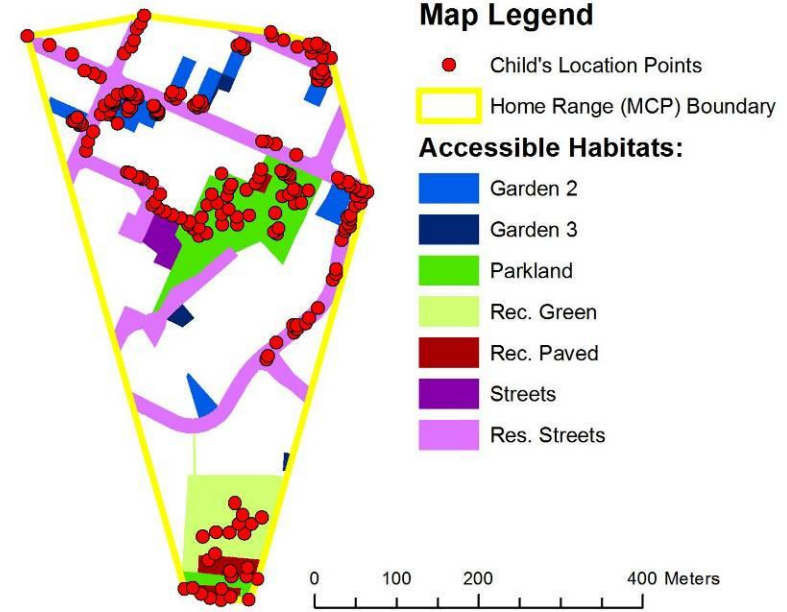 Map Legend
Child's Location Points
Home Range (MCP) Boundary
Accessible Habitats:
Garden 2
Garden 3
Parkland
Rec. Green
Rec. Paved
Streets
Res. Streets
0 100 200 400 Meters